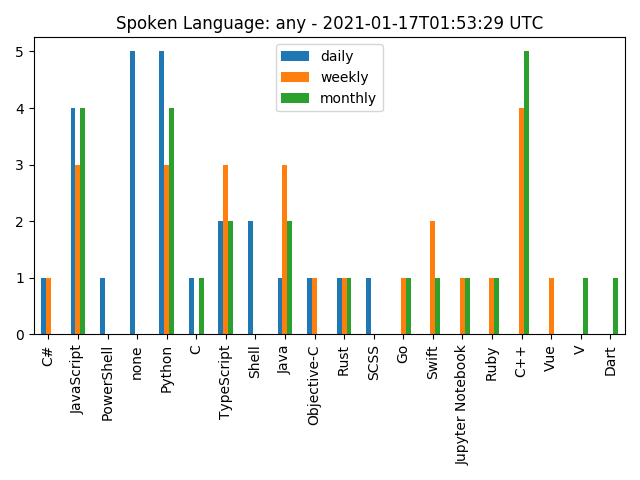 Spoken Language: any - 2021-01-17T01:53:29 UTC
daily
weekly
monthly
5
4
3
2
1
0
C#
JavaScript
PowerShell
none
Python
C
TypeScript
Shell
Java
Objective-C
Rust
SCSS
Go
Swift
Jupyter Notebook
Ruby
C++
Vue
V
Dart